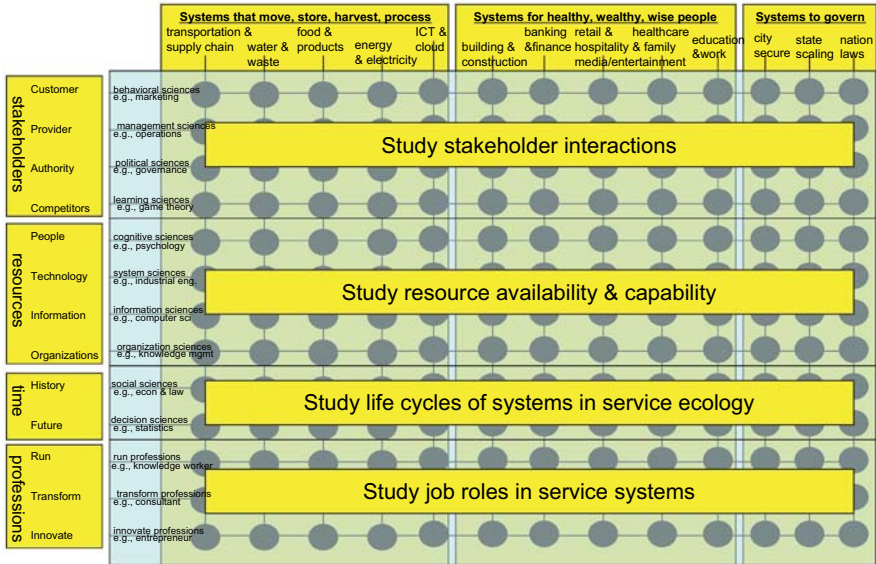 Systems that move, store, harvest, process
Systems for healthy, wealthy, wise people
Systems to govern
transportation &
supply chain
water &
waste
food &
products
energy
& electricity
ICT &
cloud
building &
construction
banking
&finance
retail &
hospitality
media/entertainment
healthcare
& family
education
&work
city
secure
state
scaling
nation
laws
stakeholders
Customer
behavioral sciences
e.g., marketing
Provider
management sciences
e.g., operations
Authority
political sciences
e.g., governance
Competitors
learning sciences
e.g., game theory
Study stakeholder interactions
resources
People
cognitive sciences
e.g., psychology
Technology
system sciences
e.g., industrial eng.
Information
information sciences
e.g., computer sci
Organizations
organization sciences
e.g., knowledge mgmt
Study resource availability & capability
time
History
social sciences
e.g., econ & law
Future
decision sciences
e.g., statistics
Study life cycles of systems in service ecology
professions
Run
run professions
e.g., knowledge worker
Transform
transform professions
e.g., consultant
Innovate
innovate professions
e.g., entrepreneur
Study job roles in service systems